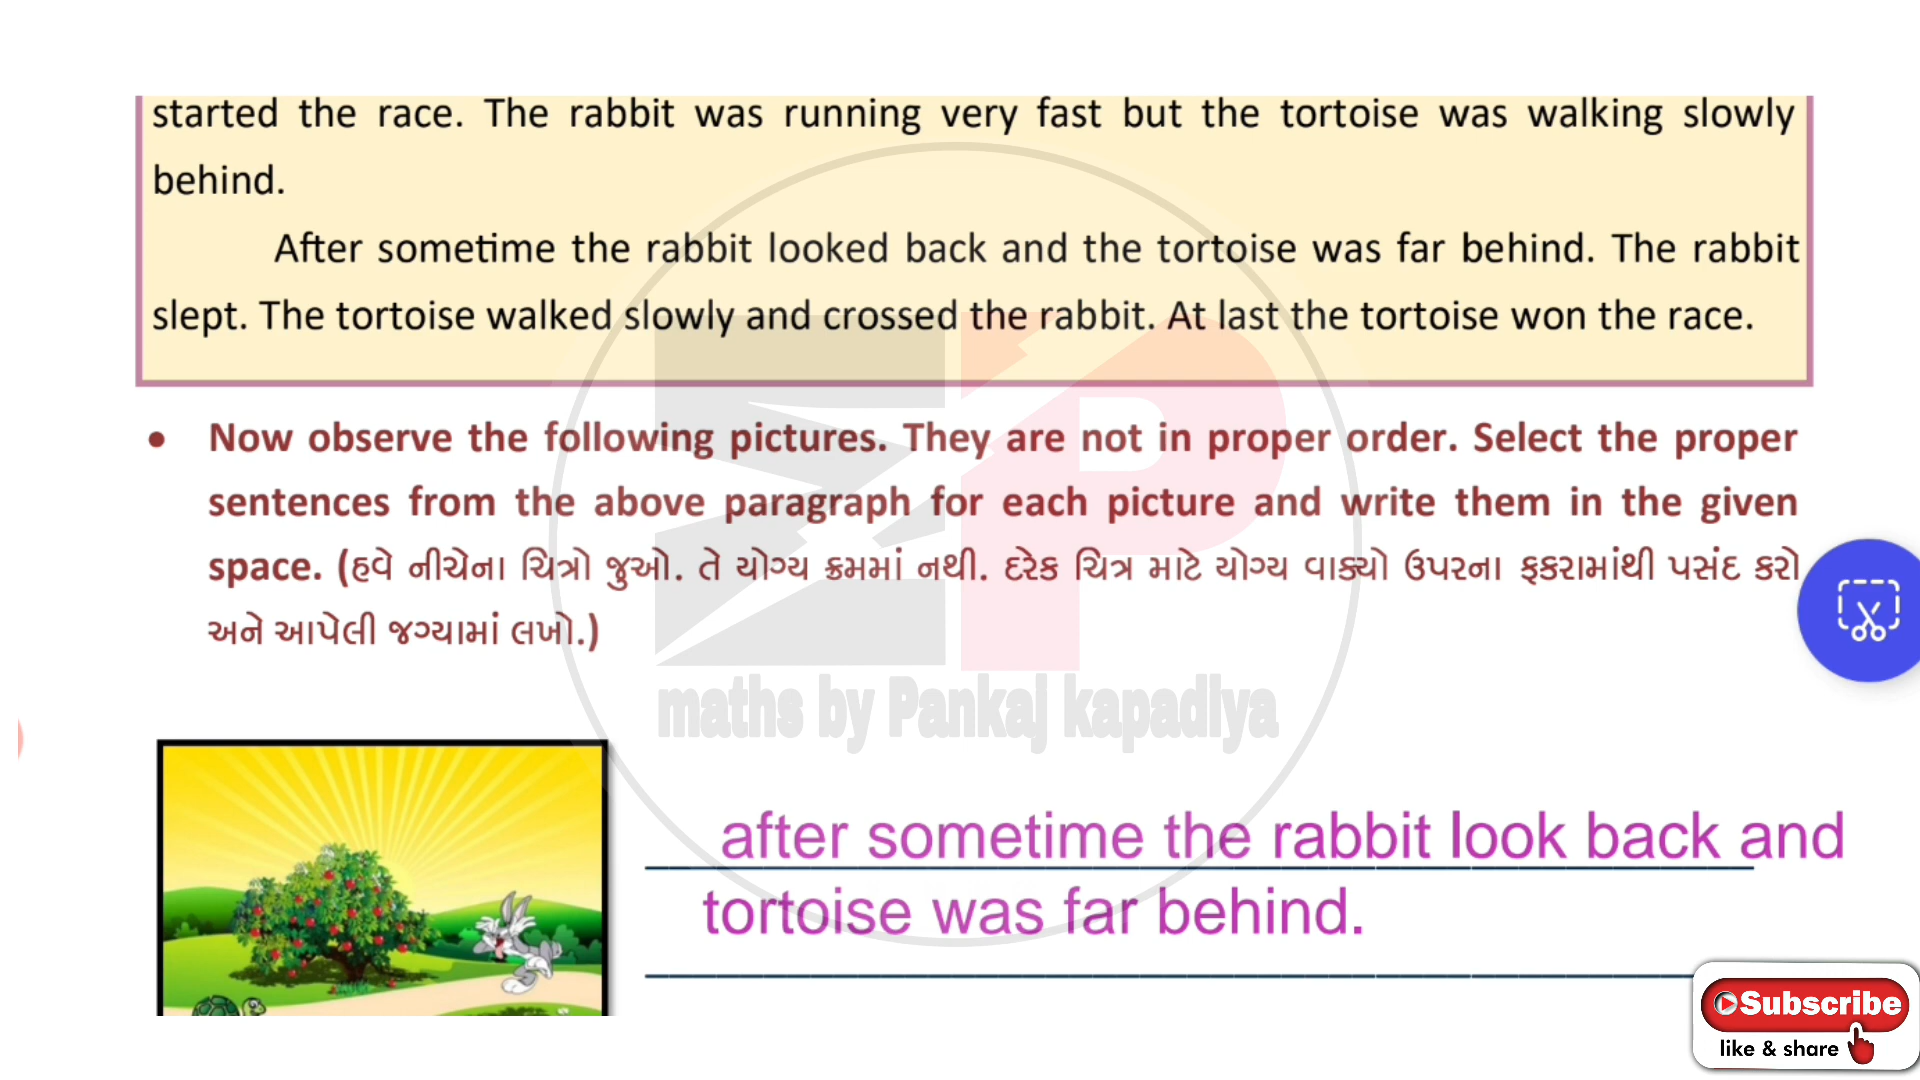 started the race. The rabbit was running very fast but the tortoise was walking slowly
behind.
After sometime the rabbit looked back and the tortoise was far behind. The rabbit
slept. The tortoise walked slowly and crossed the rabbit. At last the tortoise won the race.
• Now observe the following pictures. They are not in proper order. Select the proper
sentences from the above paragraph for each picture and write them in the given
space. (હવે નીચેના ચિત્રો જુઓ. તે યોગ્ય ક્રમમાં નથી. દરેક ચિત્ર માટે યોગ્ય વાક્યો ઉપરના ફકરામાંથી પસંદ કરો
અને આપેલી જગ્યામાં લખો.)
maths by Pankaj kapadiya
after sometime the rabbit look back and
tortoise was far behind.
Subscribe
like & share